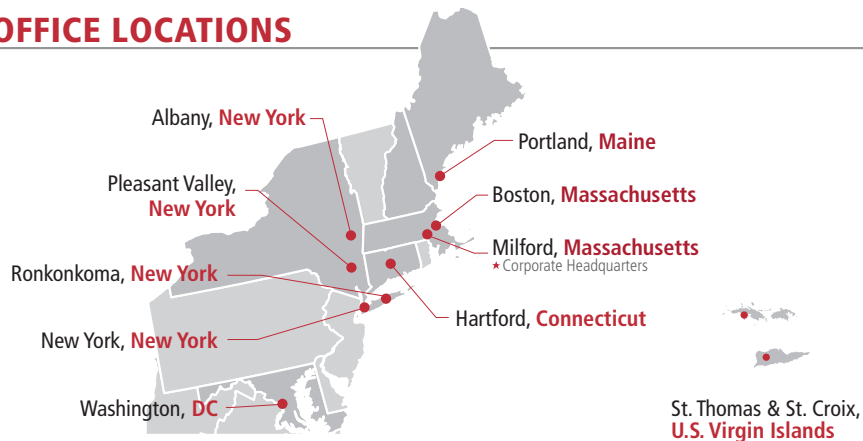 OFFICE LOCATIONS
Albany, New York
Pleasant Valley,
New York
Ronkonkoma, New York
New York, New York
Washington, DC
Portland, Maine
Boston, Massachusetts
Milford, Massachusetts
★ Corporate Headquarters
Hartford, Connecticut
St. Thomas & St. Croix,
U.S. Virgin Islands